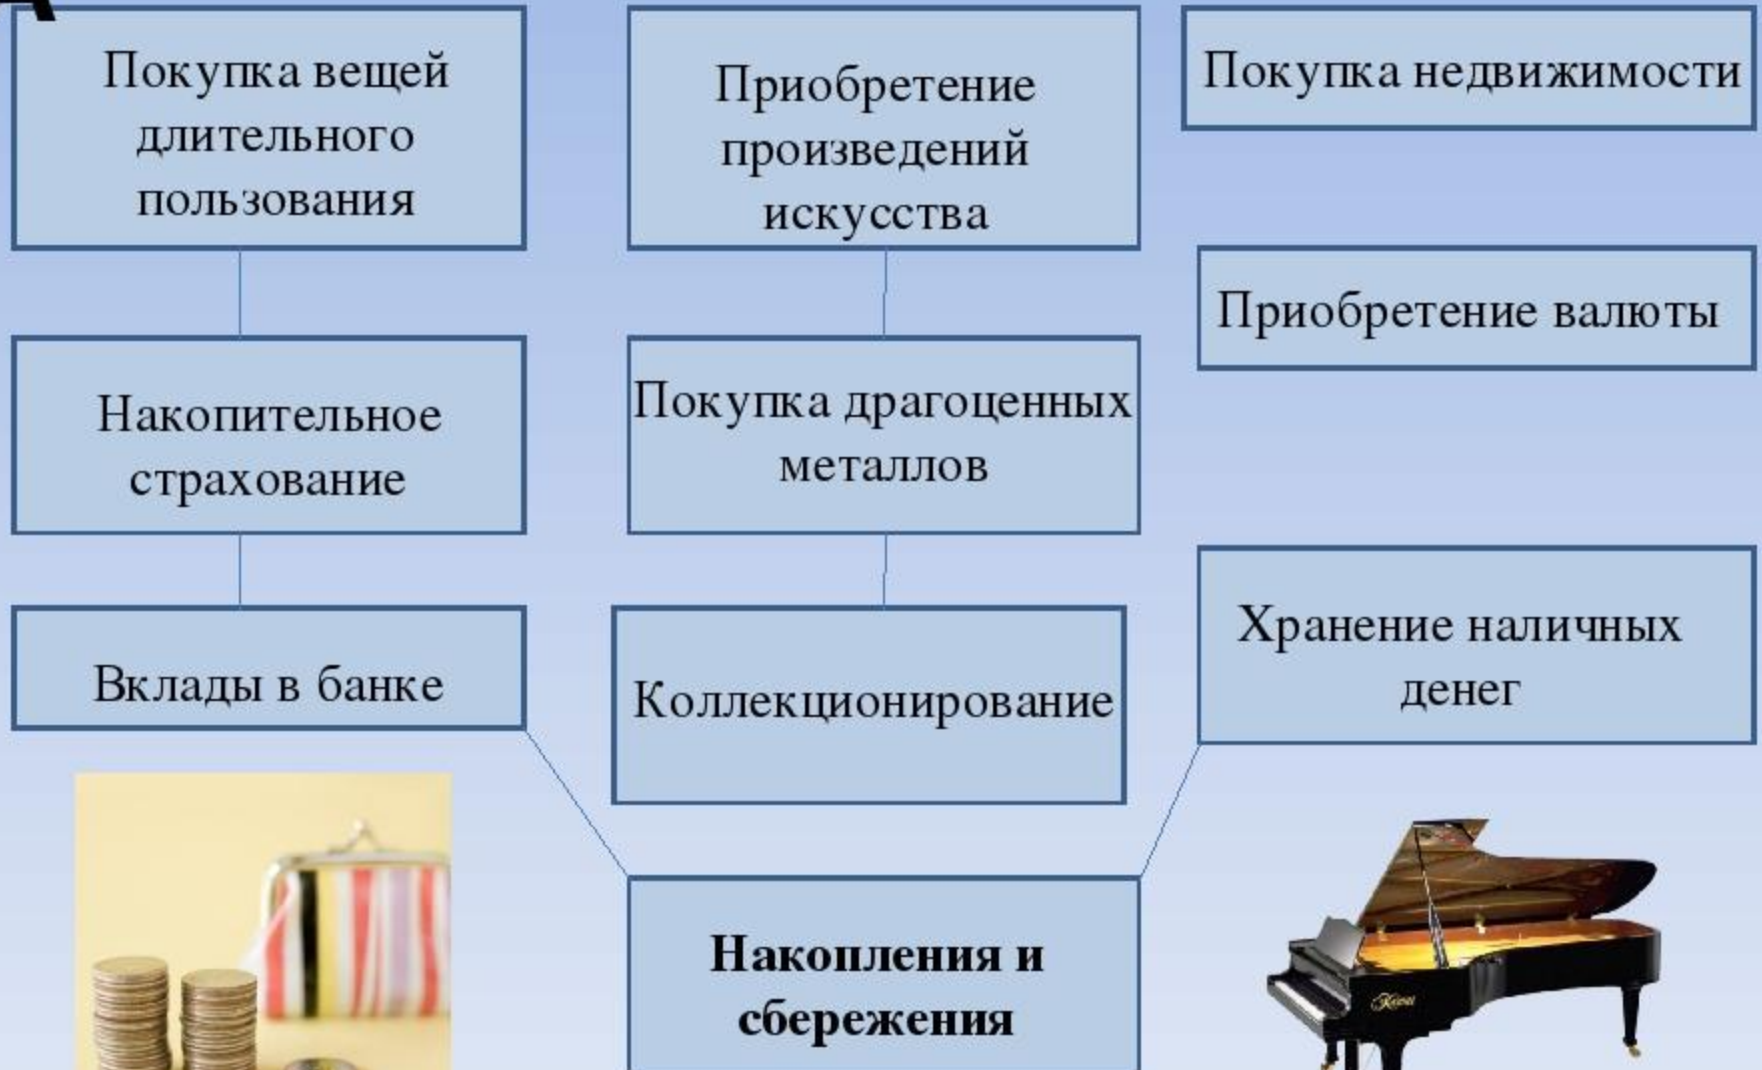 Покупка вещей
длительного
пользования
Приобретение
произведений
искусства
Покупка недвижимости
Приобретение валюты
Накопительное
страхование
Покупка драгоценных
металлов
Хранение наличных
денег
Вклады в банке
Коллекционирование
Накопления и
сбережения
KAWAI